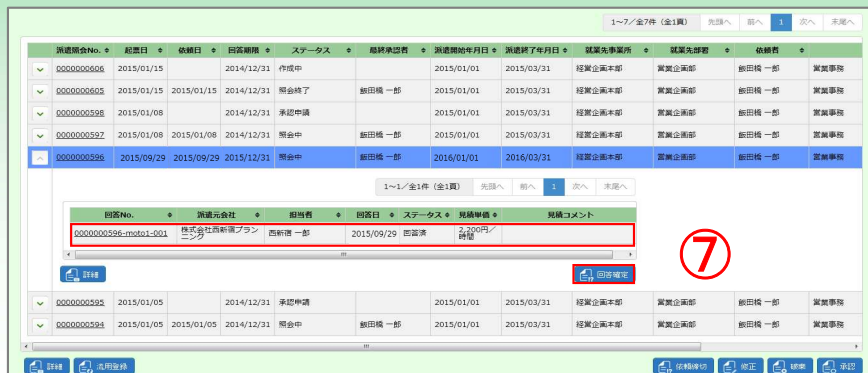 1～7／全7件（全1頁） 先頭へ 前へ 1 次へ 末尾へ
派遣照会No. 起票日 依頼日 回答期限 ステータス 最終承認者 派遣開始年月日 派遣終了年月日 就業先事業所 就業先部署 依頼者
0000000606 2015/01/15 2014/12/31 作成中 2015/01/01 2015/03/31 経営企画本部 営業企画部 飯田橋 一郎 営業事務
0000000605 2015/01/15 2015/01/15 2014/12/31 照会終了 飯田橋 一郎 2015/01/01 2015/03/31 経営企画本部 営業企画部 飯田橋 一郎 営業事務
0000000598 2015/01/08 2014/12/31 承認申請 2015/01/01 2015/03/31 経営企画本部 営業企画部 飯田橋 一郎 営業事務
0000000597 2015/01/08 2015/01/08 2014/12/31 照会中 飯田橋 一郎 2015/01/01 2015/03/31 経営企画本部 営業企画部 飯田橋 一郎 営業事務
0000000596 2015/09/29 2015/09/29 2015/12/31 照会中 飯田橋 一郎 2016/01/01 2016/03/31 経営企画本部 営業企画部 飯田橋 一郎 営業事務
1～1／全1件（全1頁） 先頭へ 前へ 1 次へ 末尾へ
回答No. 派遣元会社 担当者 回答日 ステータス 見積単価 見積コメント
0000000596-moto1-001 株式会社西新宿プランニング 西新宿 一郎 2015/09/29 回答済 2,200円／時間
詳細 回答確定
⑦
0000000595 2015/01/05 2014/12/31 承認申請 2015/01/01 2015/03/31 経営企画本部 営業企画部 飯田橋 一郎 営業事務
0000000594 2015/01/05 2015/01/05 2014/12/31 照会中 飯田橋 一郎 2015/01/01 2015/03/31 経営企画本部 営業企画部 飯田橋 一郎 営業事務
詳細 流用登録 依頼締切 修正 破棄 承認